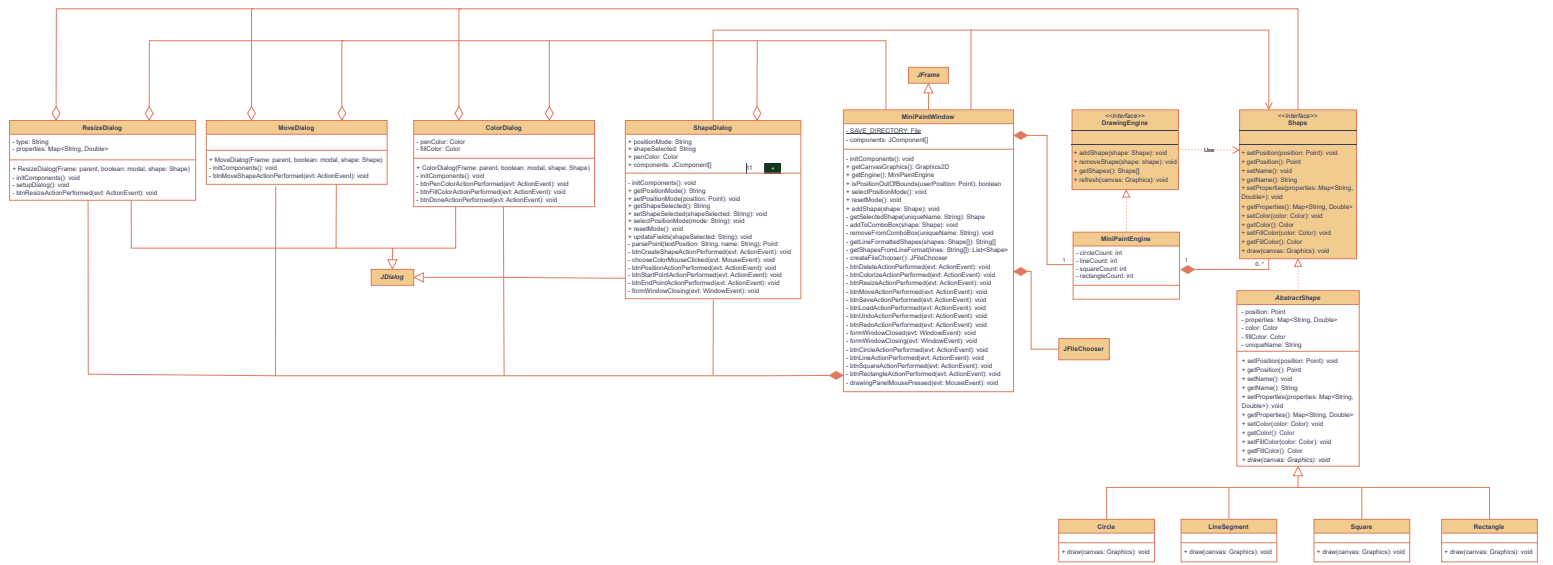 JFrame
ResizeDialog
- type: String
- properties: Map<String, Double>
+ ResizeDialog(Frame: parent, boolean: modal, shape: Shape)
- initComponents(): void
- setupDialog(): void
- btnResizeActionPerformed(evt: ActionEvent): void
MoveDialog
+ MoveDialog(Frame: parent, boolean: modal, shape: Shape)
- initComponents(): void
- btnMoveShapeActionPerformed(evt: ActionEvent): void
ColorDialog
- penColor: Color
- fillColor: Color
+ ColorDialog(Frame: parent, boolean: modal, shape: Shape)
- initComponents(): void
- btnPenColorActionPerformed(evt: ActionEvent): void
- btnFillColorActionPerformed(evt: ActionEvent): void
- btnDoneActionPerformed(evt: ActionEvent): void
JDialog
ShapeDialog
+ positionMode: String
+ shapeSelected: String
+ penColor: Color
+ components: JComponent[]
- initComponents(): void
+ getPositionMode(): String
+ setPositionMode(position: Point): void
+ getShapeSelected(): String
+ setShapeSelected(shapeSelected: String): void
+ selectPositionMode(mode: String): void
+ resetMode(): void
+ updateFields(shapeSelected: String): void
- parsePoint(textPosition: String, name: String): Point
- btnCreateShapeActionPerformed(evt: ActionEvent): void
- chooseColorMouseClicked(evt: MouseEvent): void
- btnPositionActionPerformed(evt: ActionEvent): void
- btnStartPointActionPerformed(evt: ActionEvent): void
- btnEndPointActionPerformed(evt: ActionEvent): void
- formWindowClosing(evt: WindowEvent): void
MiniPaintWindow
- SAVE_DIRECTORY: File
- components: JComponent[]
- initComponents(): void
+ getCanvasGraphics(): Graphics2D
+ getEngine(): MiniPaintEngine
+ isPositionOutOfBounds(userPosition: Point): boolean
+ selectPositionMode(): void
+ resetMode(): void
+ addShape(shape: Shape): void
- getSelectedShape(uniqueName: String): Shape
- addToComboBox(shape: Shape): void
- removeFromComboBox(uniqueName: String): void
- getLineFormattedShapes(shapes: Shape[]): String[]
- getShapesFromLineFormat(lines: String[]): List<Shape>
- createFileChooser(): JFileChooser
- btnDeleteActionPerformed(evt: ActionEvent): void
- btnColorizeActionPerformed(evt: ActionEvent): void
- btnResizeActionPerformed(evt: ActionEvent): void
- btnMoveActionPerformed(evt: ActionEvent): void
- btnSaveActionPerformed(evt: ActionEvent): void
- btnLoadActionPerformed(evt: ActionEvent): void
- btnUndoActionPerformed(evt: ActionEvent): void
- btnRedoActionPerformed(evt: ActionEvent): void
- formWindowClosed(evt: WindowEvent): void
- formWindowClosing(evt: WindowEvent): void
- btnCircleActionPerformed(evt: ActionEvent): void
- btnLineActionPerformed(evt: ActionEvent): void
- btnSquareActionPerformed(evt: ActionEvent): void
- btnRectangleActionPerformed(evt: ActionEvent): void
- drawingPanelMousePressed(evt: MouseEvent): void
<<Interface>>
DrawingEngine
+ addShape(shape: Shape): void
+ removeShape(shape: shape): void
+ getShapes(): Shape[]
+ refresh(canvas: Graphics): void
Use
MiniPaintEngine
- circleCount: int
- lineCount: int
- squareCount: int
- rectangleCount: int
1
1
0..*
JFileChooser
<<Interface>>
Shape
+ setPosition(position: Point): void
+ getPosition(): Point
+ setName(): void
+ getName(): String
+ setProperties(properties: Map<String,
Double>): void
+ getProperties(): Map<String, Double>
+ setColor(color: Color): void
+ getColor(): Color
+ setFillColor(color: Color): void
+ getFillColor(): Color
+ draw(canvas: Graphics): void
AbstractShape
- position: Point
- properties: Map<String, Double>
- color: Color
- fillColor: Color
- uniqueName: String
+ setPosition(position: Point): void
+ getPosition(): Point
+ setName(): void
+ getName(): String
+ setProperties(properties: Map<String,
Double>): void
+ getProperties(): Map<String, Double>
+ setColor(color: Color): void
+ getColor(): Color
+ setFillColor(color: Color): void
+ getFillColor(): Color
+ draw(canvas: Graphics): void
Circle
+ draw(canvas: Graphics): void
LineSegment
+ draw(canvas: Graphics): void
Square
+ draw(canvas: Graphics): void
Rectangle
+ draw(canvas: Graphics): void